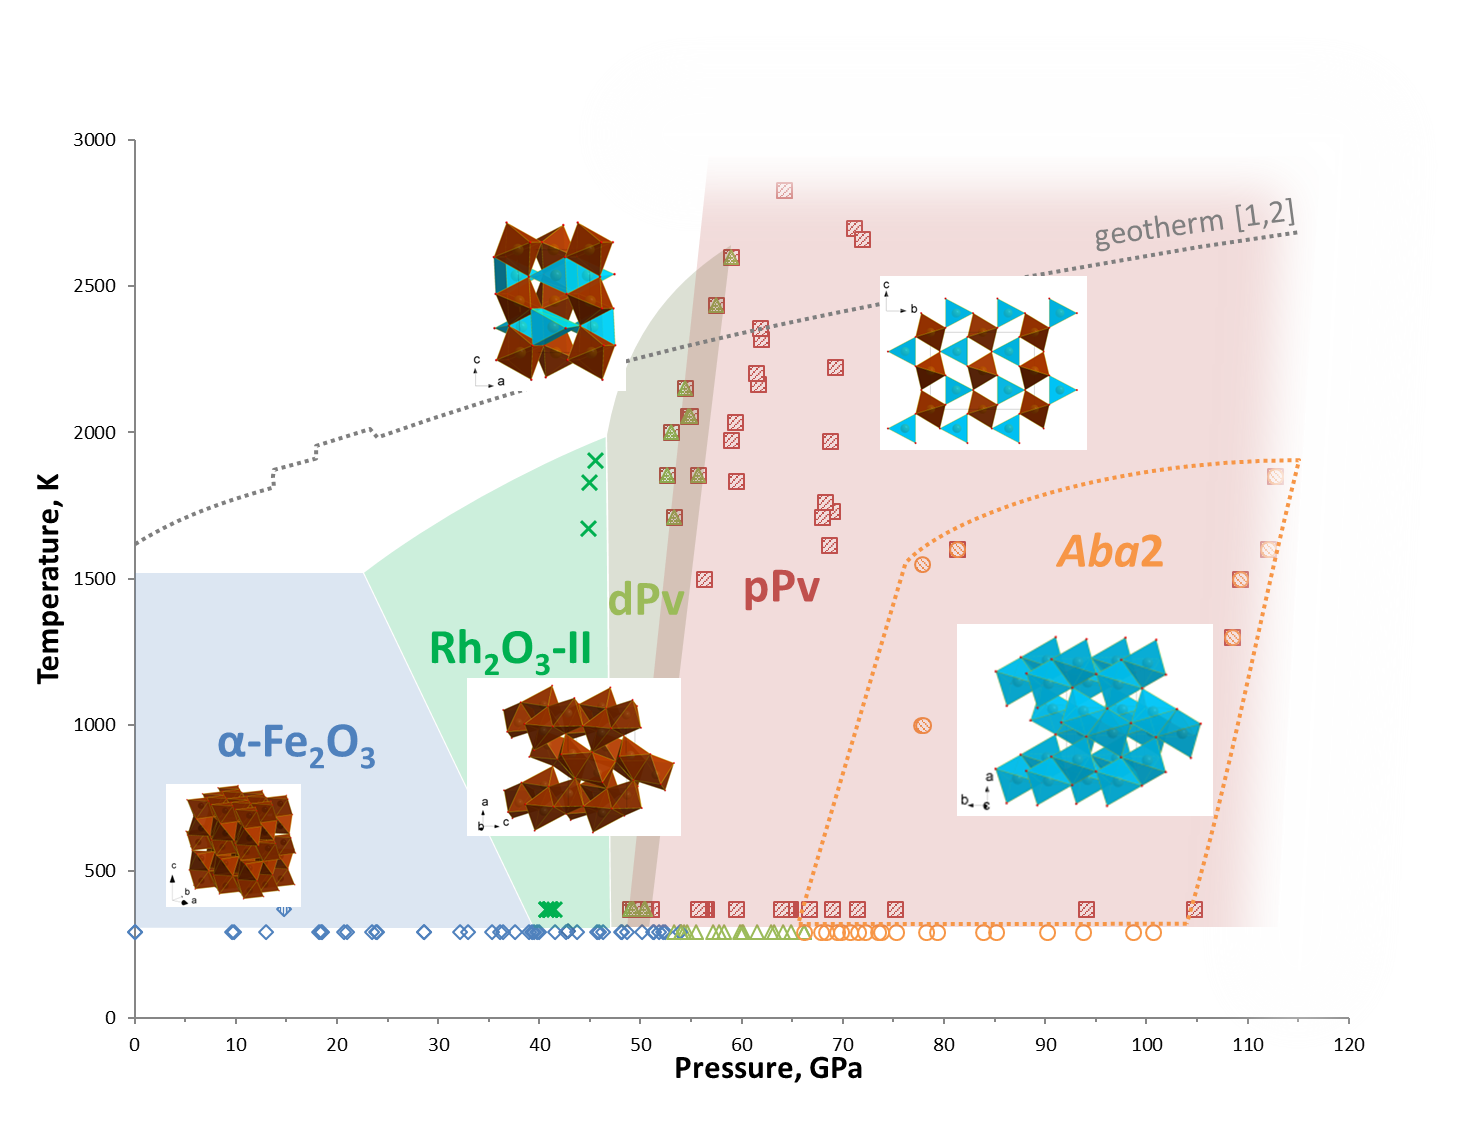 3000
geotherm [1,2]
2500
c
b
c
a
2000
Aba2
1500
pPv
dPv
Rh₂O₃-II
Temperature, K
1000
α-Fe₂O₃
a
b
c
a
b
c
c
b
a
500
0
0
10
20
30
40
50
60
70
80
90
100
110
120
Pressure, GPa